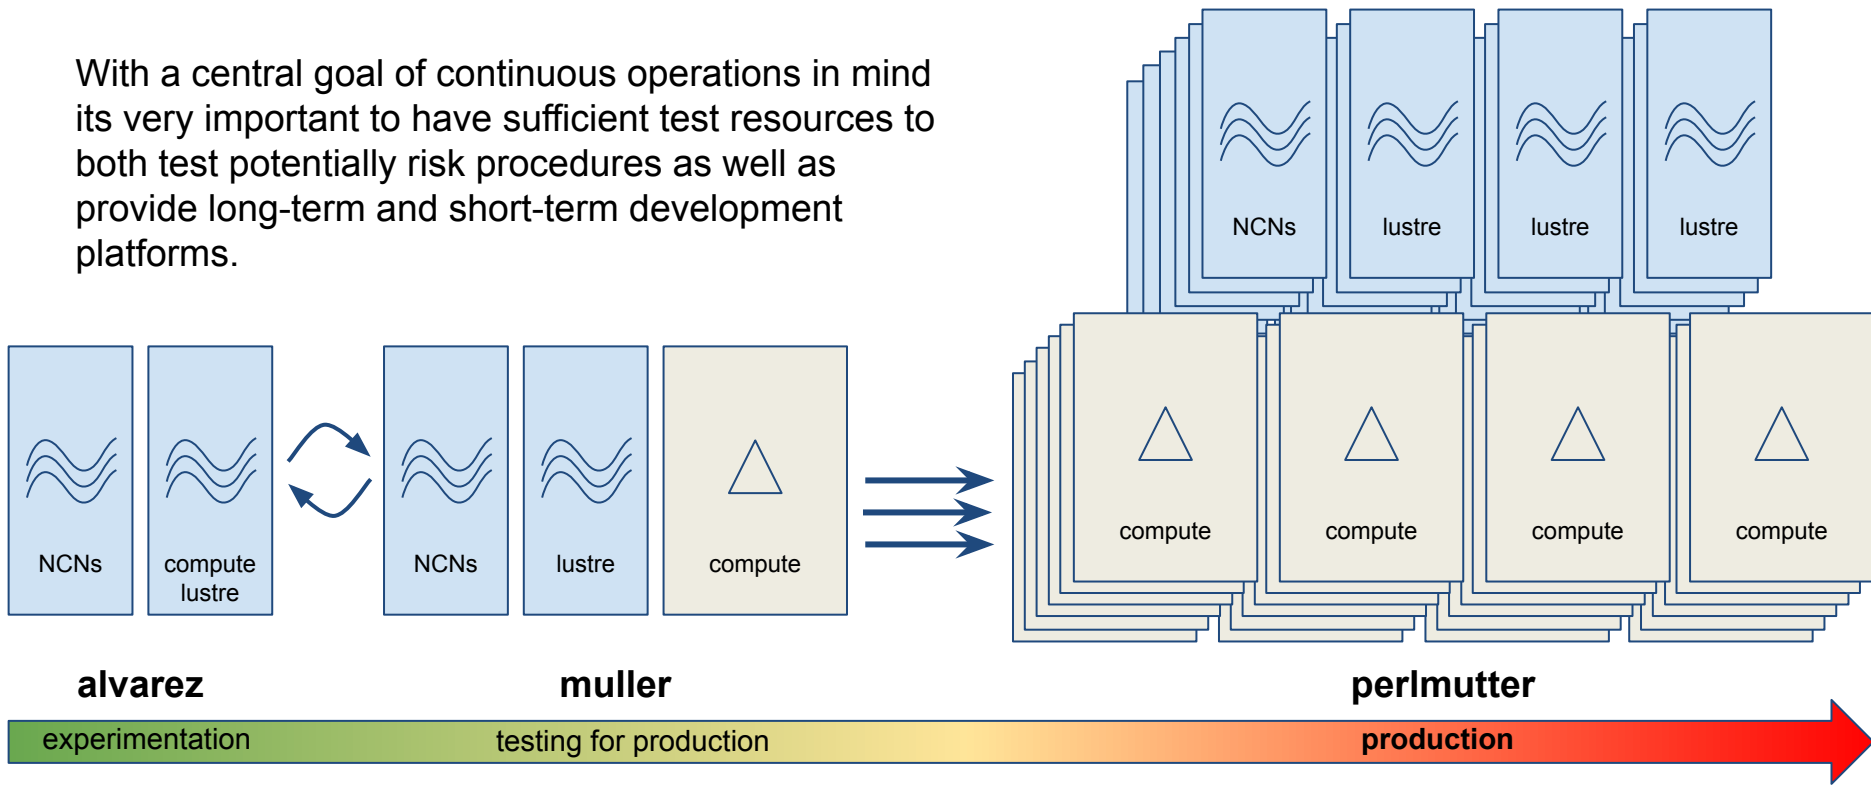 With a central goal of continuous operations in mind
its very important to have sufficient test resources to
both test potentially risk procedures as well as
provide long-term and short-term development
platforms.
NCNs
lustre
lustre
lustre
NCNs
compute
lustre
NCNs
lustre
compute
compute
compute
compute
compute
alvarez
muller
perlmutter
experimentation
testing for production
production